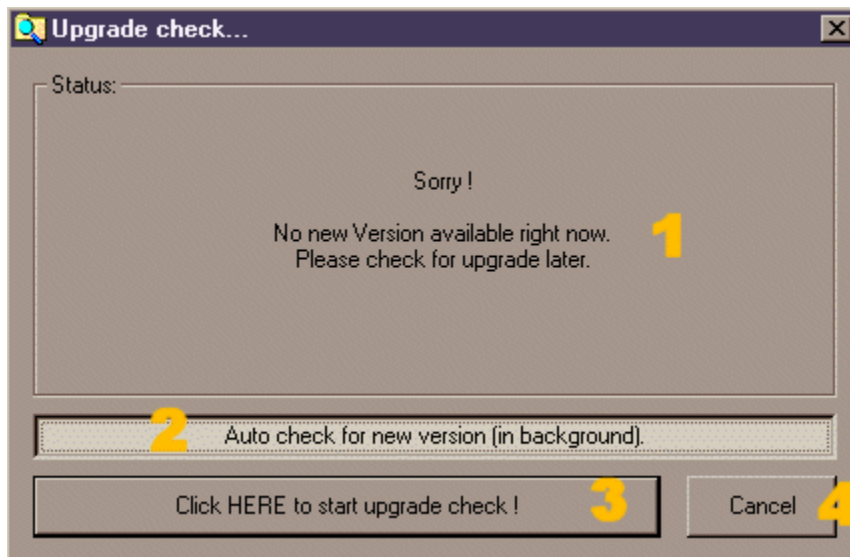 Upgrade check...
Status:
Sorry !
No new Version available right now.
1
Please check for upgrade later.
2
Auto check for new version (in background).
Click HERE to start upgrade check !
3
Cancel
4